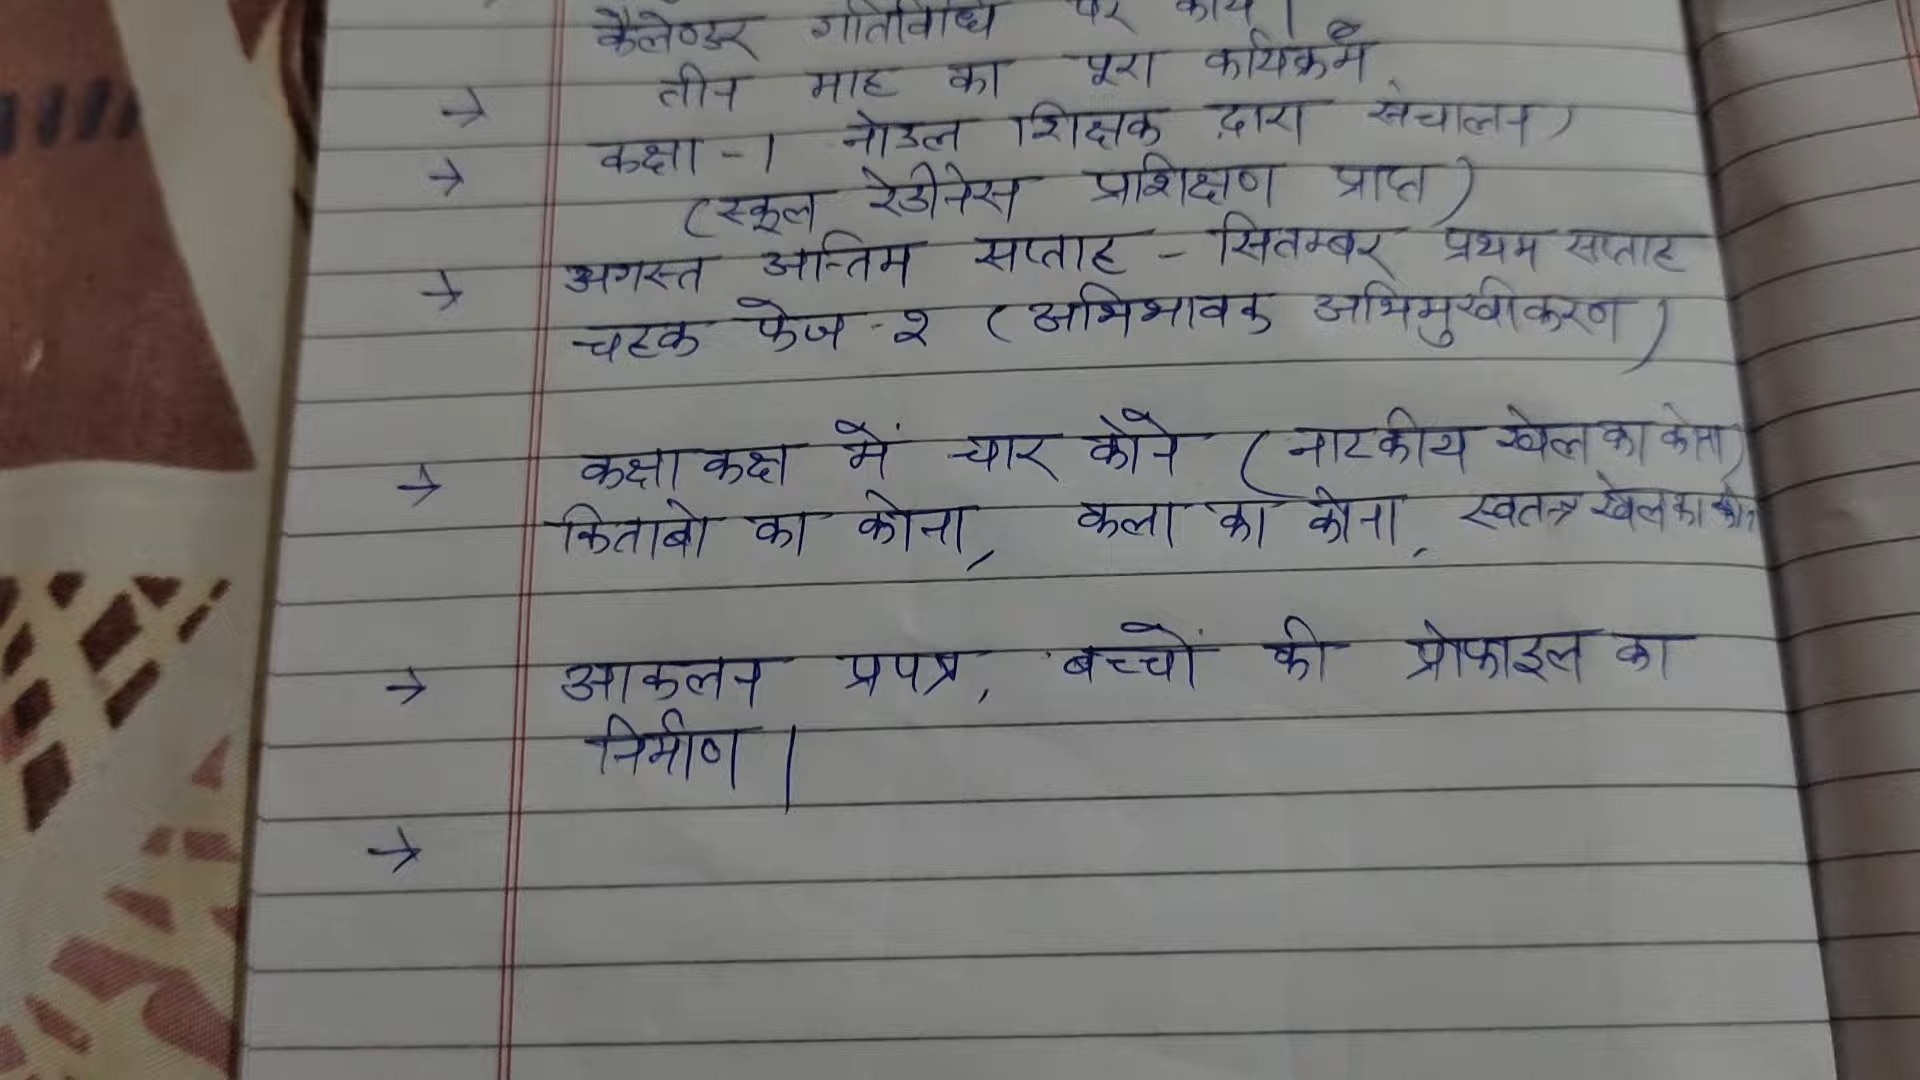 कैलेण्डर गतिविधि पर कार्य।
→ तीन माह का पूरा कार्यक्रम
→ कक्षा -1 नोडल शिक्षक द्वारा संचालन)
(स्कूल रेडीनेस प्रशिक्षण प्राप्त)
→ अगस्त अन्तिम सप्ताह - सितम्बर प्रथम सप्ताह
चहक फेज-२ (अभिभावक अभिमुखीकरण)
→ कक्षा कक्ष में चार कोने (नाटकीय खेल का कोना)
किताबो का कोना, कला का कोना, स्वतन्त्र खेल का कोना
→ आकलन प्रपत्र, बच्चों की प्रोफाइल का
निर्माण।
→